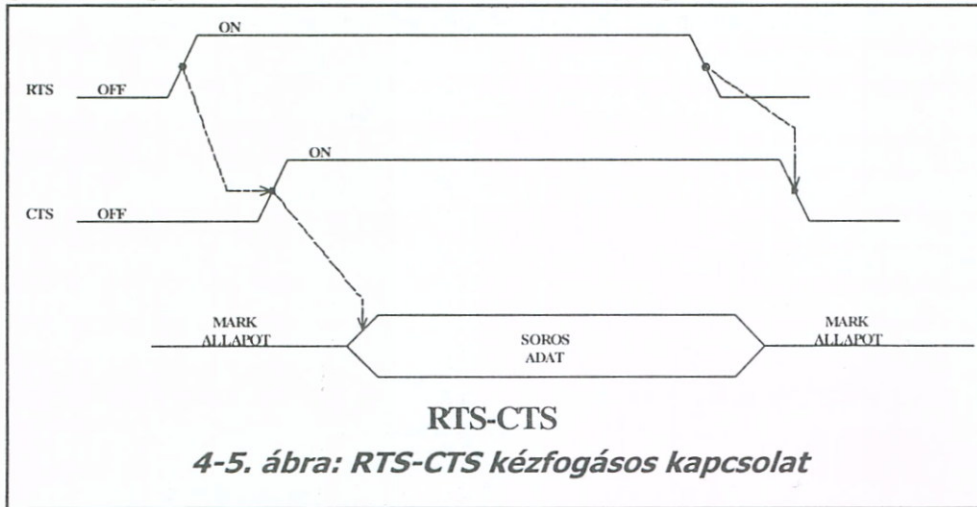 ON
RTS OFF
ON
CTS OFF
MARK
ALLAPOT
SOROS
ADAT
MARK
ALLAPOT
RTS-CTS
4-5. ábra: RTS-CTS kézfogásos kapcsolat